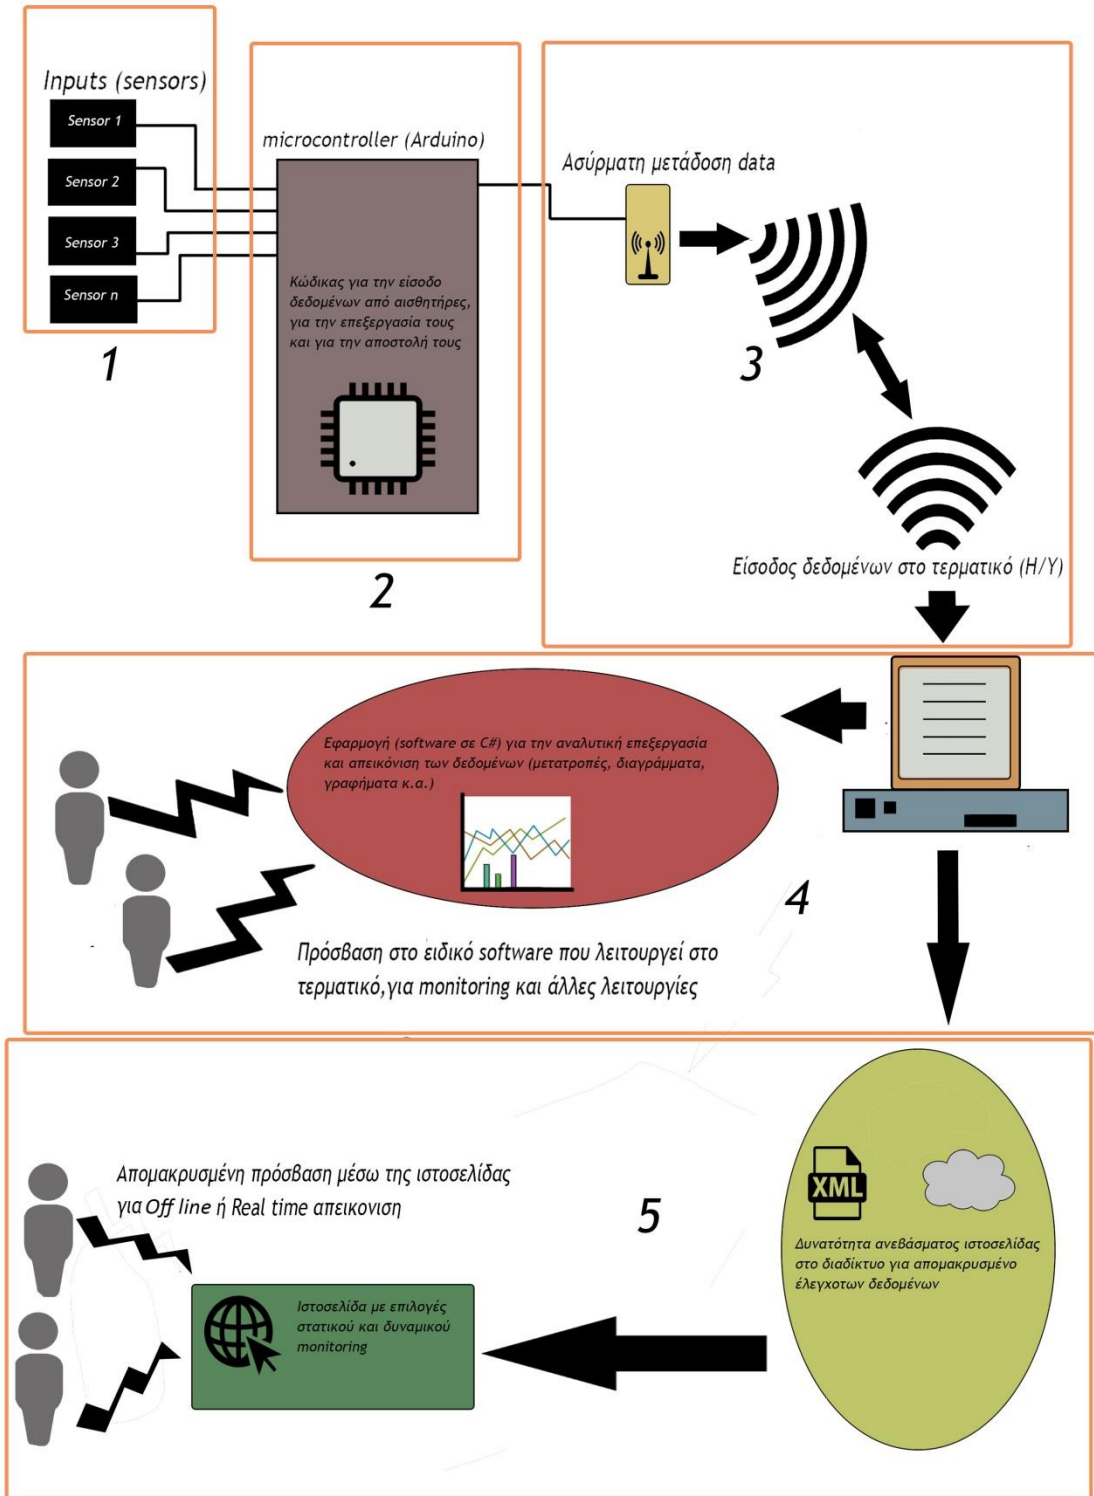 Inputs (sensors)
Sensor 1
Sensor 2
Sensor 3
Sensor n
1
microcontroller (Arduino)
Κώδικας για την είσοδο
δεδομένων από αισθητήρες,
για την επεξεργασία τους
και για την αποστολή τους
2
Ασύρματη μετάδοση data
3
Είσοδος δεδομένων στο τερματικό (Η/Υ)
Εφαρμογή (software σε C#) για την αναλυτική επεξεργασία
και απεικόνιση των δεδομένων (μετατροπές, διαγράμματα,
γραφήματα κ.α.)
4
Πρόσβαση στο ειδικό software που λειτουργεί στο
τερματικό,για monitoring και άλλες λειτουργίες
Απομακρυσμένη πρόσβαση μέσω της ιστοσελίδας
για Off line ή Real time απεικονιση
5
XML
Δυνατότητα ανεβάσματος ιστοσελίδας
στο διαδίκτυο για απομακρυσμένο
έλεγχοτων δεδομένων
Ιστοσελίδα με επιλογές
στατικού και δυναμικού
monitoring